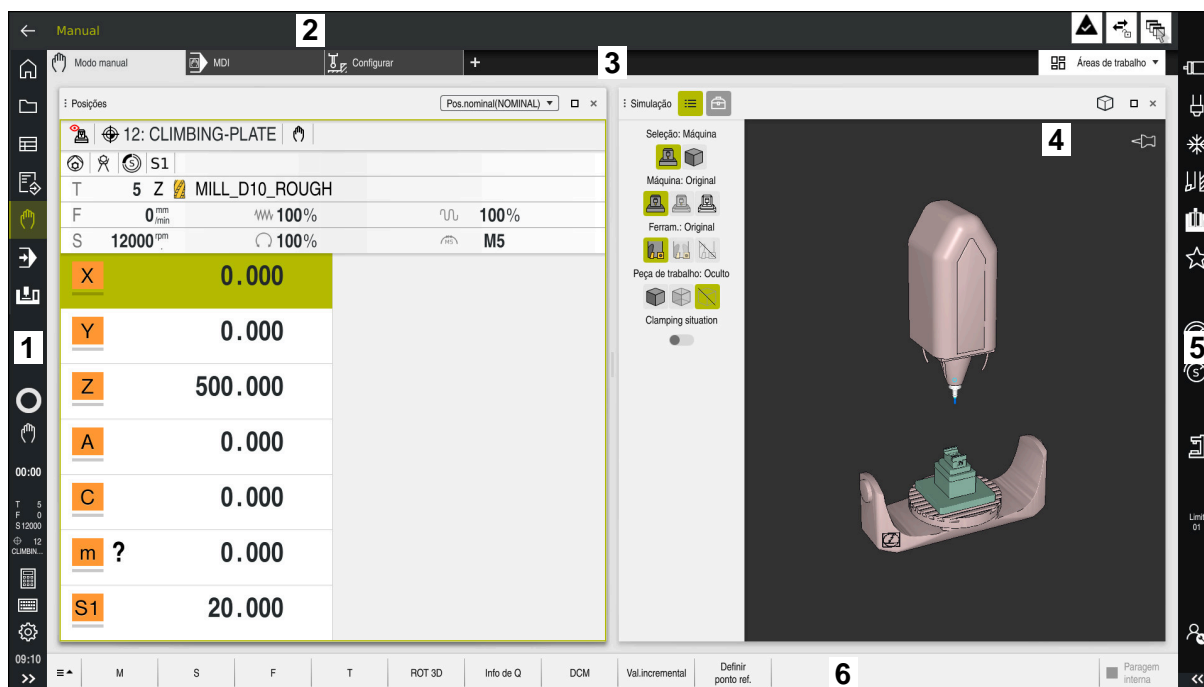 Manual
2
Modo manual
MDI
Configurar
+
3
Áreas de trabalho
Posições
Pos.nominal(NOMINAL)
12: CLIMBING-PLATE
S1
T 5 Z MILL_D10_ROUGH
F 0 mm/min 100% 100%
S 12000 rpm 100% M5
X 0.000
Y 0.000
Z 500.000
A 0.000
C 0.000
m ? 0.000
S1 20.000
Simulação
Seleção: Máquina
Máquina: Original
Ferram.: Original
Peça de trabalho: Oculto
Clamping situation
4
1
00:00
T 5
F 0
S 12000
12
CLIMBIN...
09:10
5
S
Limit
01
M
S
F
T
ROT 3D
Info de Q
DCM
Val.incremental
Definir
ponto ref.
6
Paragem
interna